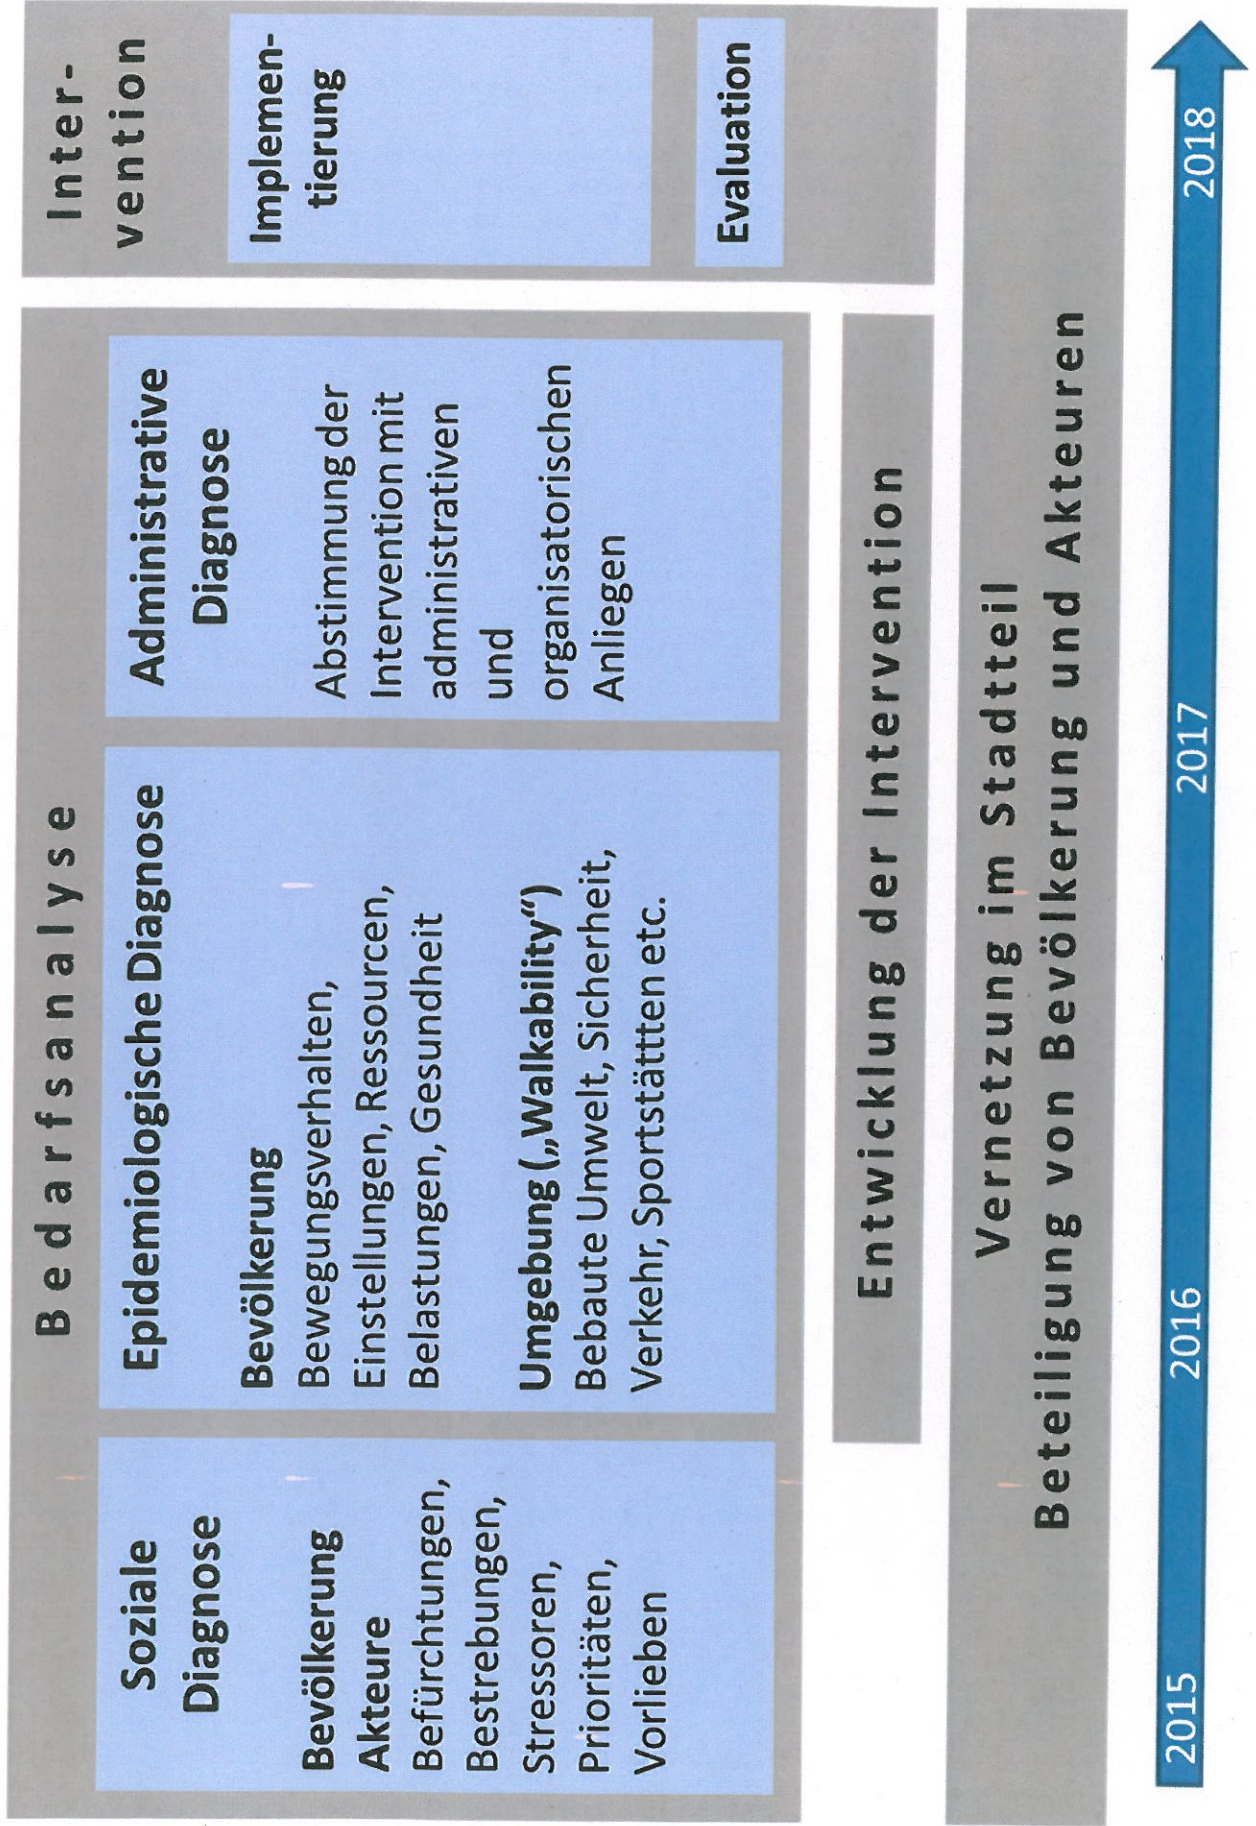 Bedarfsanalyse
Soziale
Diagnose
Bevölkerung
Akteure
Befürchtungen,
Bestrebungen,
Stressoren,
Prioritäten,
Vorlieben
Epidemiologische Diagnose
Bevölkerung
Bewegungsverhalten,
Einstellungen, Ressourcen,
Belastungen, Gesundheit
Umgebung („Walkability“)
Bebaute Umwelt, Sicherheit,
Verkehr, Sportstättten etc.
Administrative
Diagnose
Abstimmung der
Intervention mit
administrativen
und
organisatorischen
Anliegen
Inter-
vention
Implemen-
tierung
Evaluation
Entwicklung der Intervention
Vernetzung im Stadtteil
Beteiligung von Bevölkerung und Akteuren
2015 2016 2017 2018